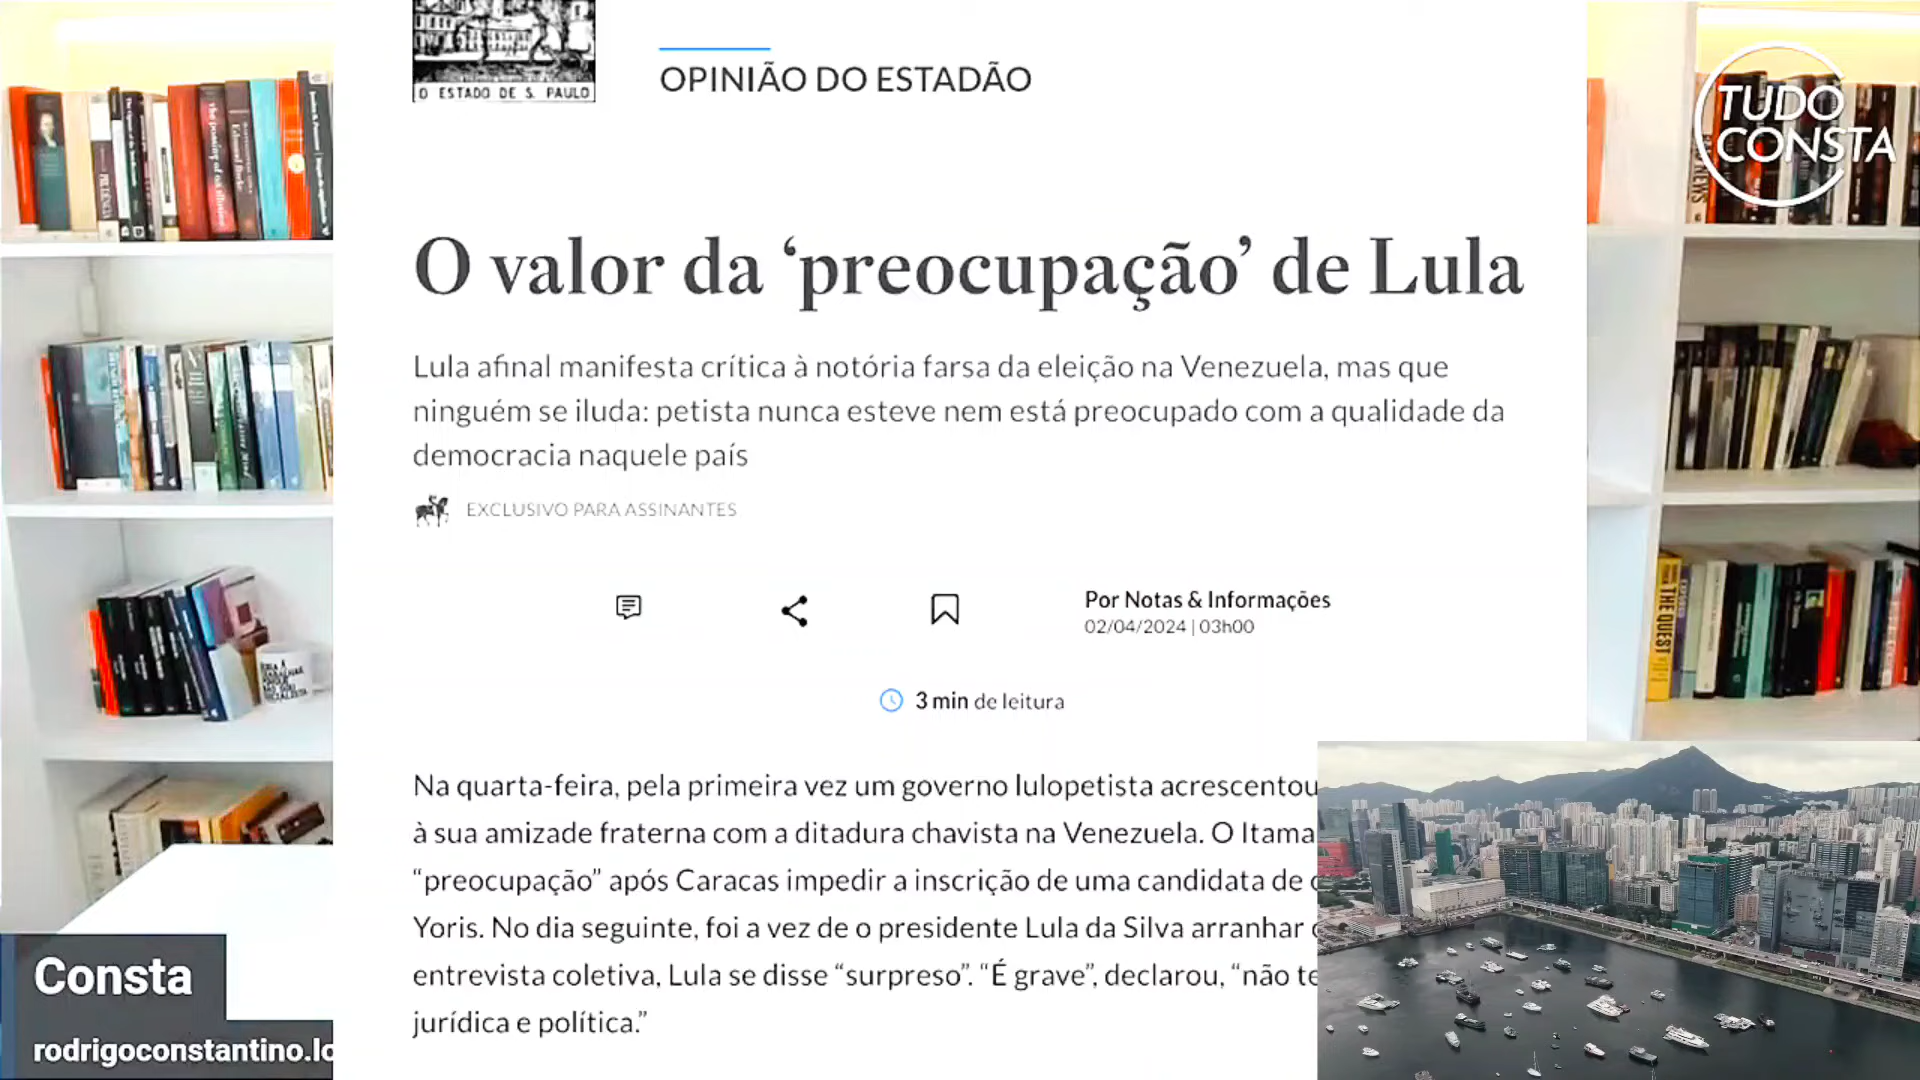 O ESTADO DE S. PAULO
OPINIÃO DO ESTADÃO
TUDO
CONSTA
O valor da ‘preocupação’ de Lula
Lula afinal manifesta crítica à notória farsa da eleição na Venezuela, mas que
ninguém se iluda: petista nunca esteve nem está preocupado com a qualidade da
democracia naquele país
EXCLUSIVO PARA ASSINANTES
Por Notas & Informações
02/04/2024 | 03h00
3 min de leitura
Na quarta-feira, pela primeira vez um governo lulopetista acrescentou
à sua amizade fraterna com a ditadura chavista na Venezuela. O Itama
“preocupação” após Caracas impedir a inscrição de uma candidata de
Yoris. No dia seguinte, foi a vez de o presidente Lula da Silva arranhar
entrevista coletiva, Lula se disse “surpreso”. “É grave”, declarou, “não te
jurídica e política.”
THE QUEST
Consta
rodrigoconstantino.lo